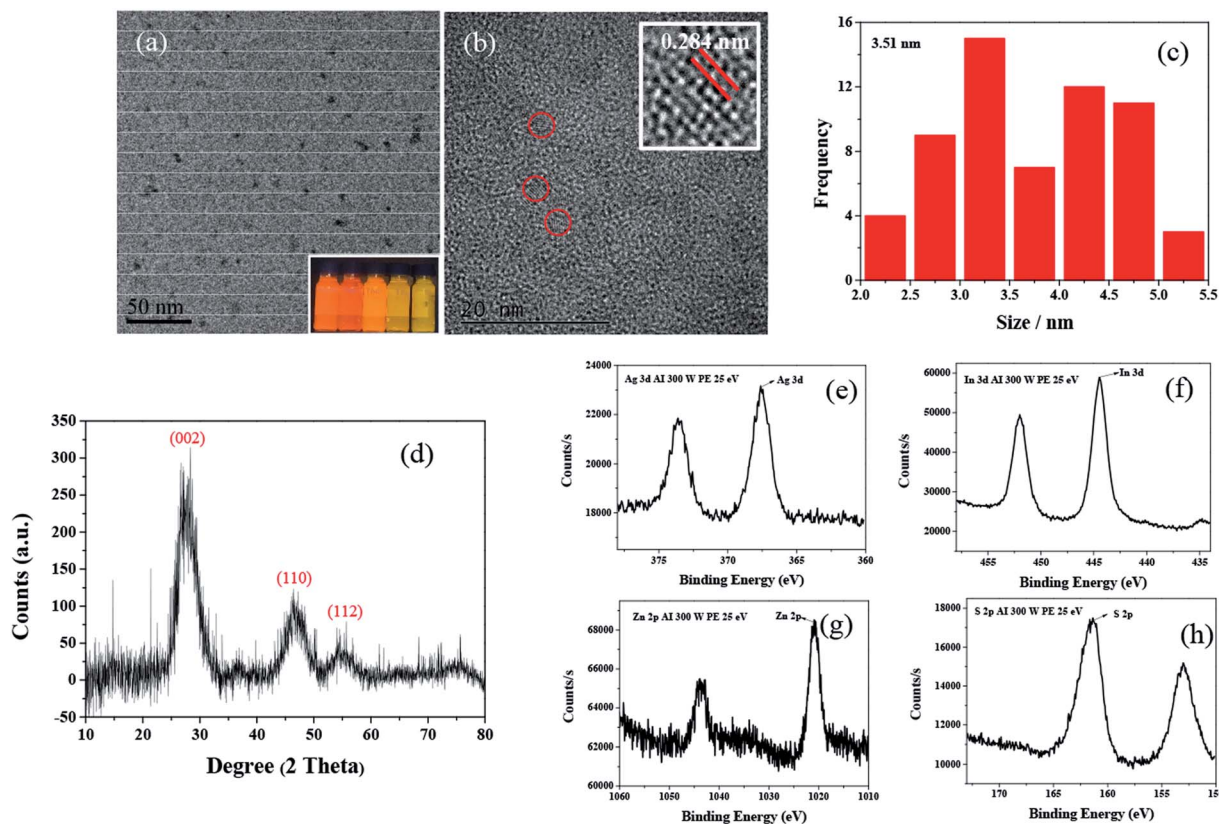 (a)
50 nm
(b)
0.284 nm
20 nm
(c)
3.51 nm
Frequency
16
12
8
4
0
2.0 2.5 3.0 3.5 4.0 4.5 5.0 5.5
Size / nm
(d)
(002)
(110)
(112)
Counts (a.u.)
350
300
250
200
150
100
50
0
-50
10 20 30 40 50 60 70 80
Degree (2 Theta)
(e)
Ag 3d AI 300 W PE 25 eV
Ag 3d
Counts/s
24000
22000
20000
18000
375 370 365 360
Binding Energy (eV)
(f)
In 3d AI 300 W PE 25 eV
In 3d
Counts/s
60000
50000
40000
30000
20000
455 450 445 440 435
Binding Energy (eV)
(g)
Zn 2p AI 300 W PE 25 eV
Zn 2p
Counts/s
68000
66000
64000
62000
60000
1060 1050 1040 1030 1020 1010
Binding Energy (eV)
(h)
S 2p AI 300 W PE 25 eV
S 2p
Counts/s
18000
16000
14000
12000
10000
170 165 160 155 15
Binding Energy (eV)